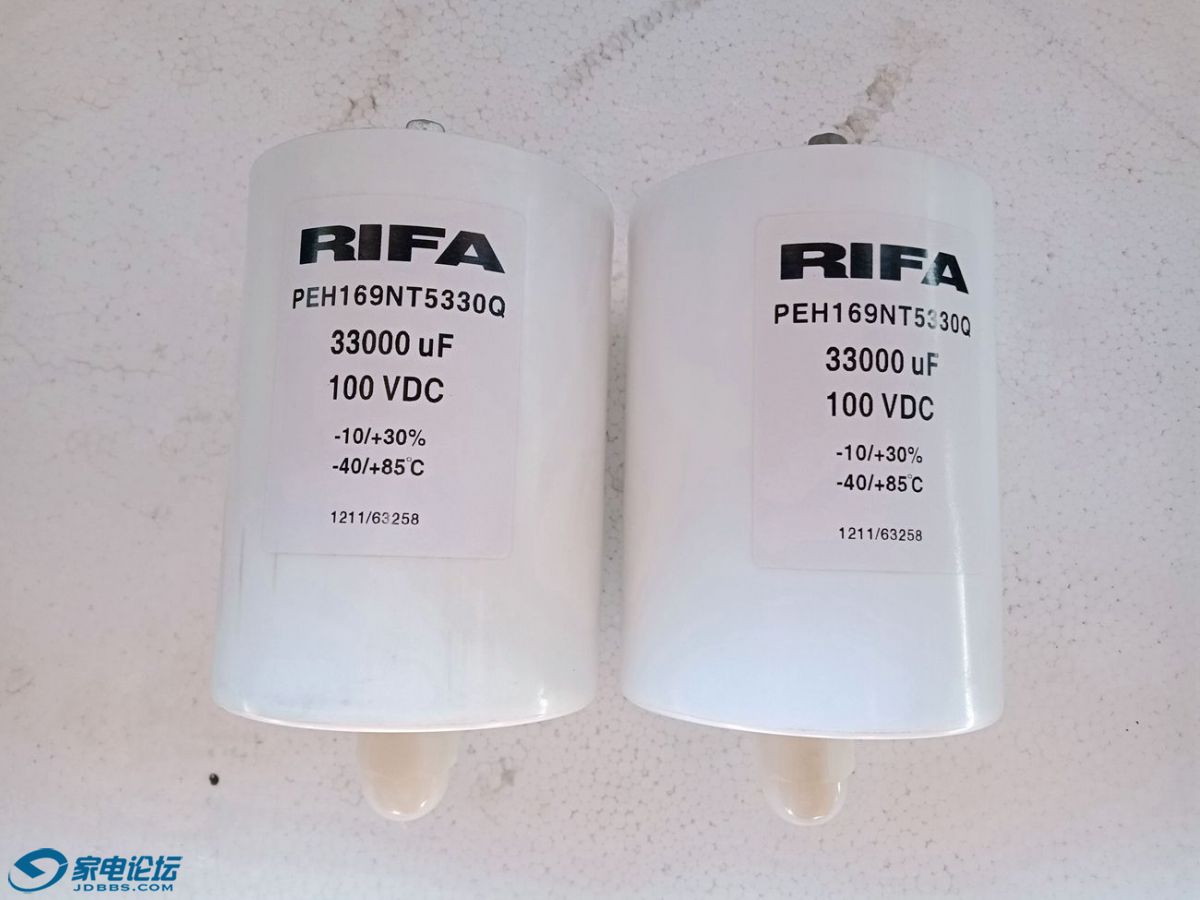 RIFA
PEH169NT5330Q
33000 uF
100 VDC
-10/+30%
-40/+85℃
1211/63258
RIFA
PEH169NT5330Q
33000 uF
100 VDC
-10/+30%
-40/+85℃
1211/63258
家电论坛
JDBBS.COM